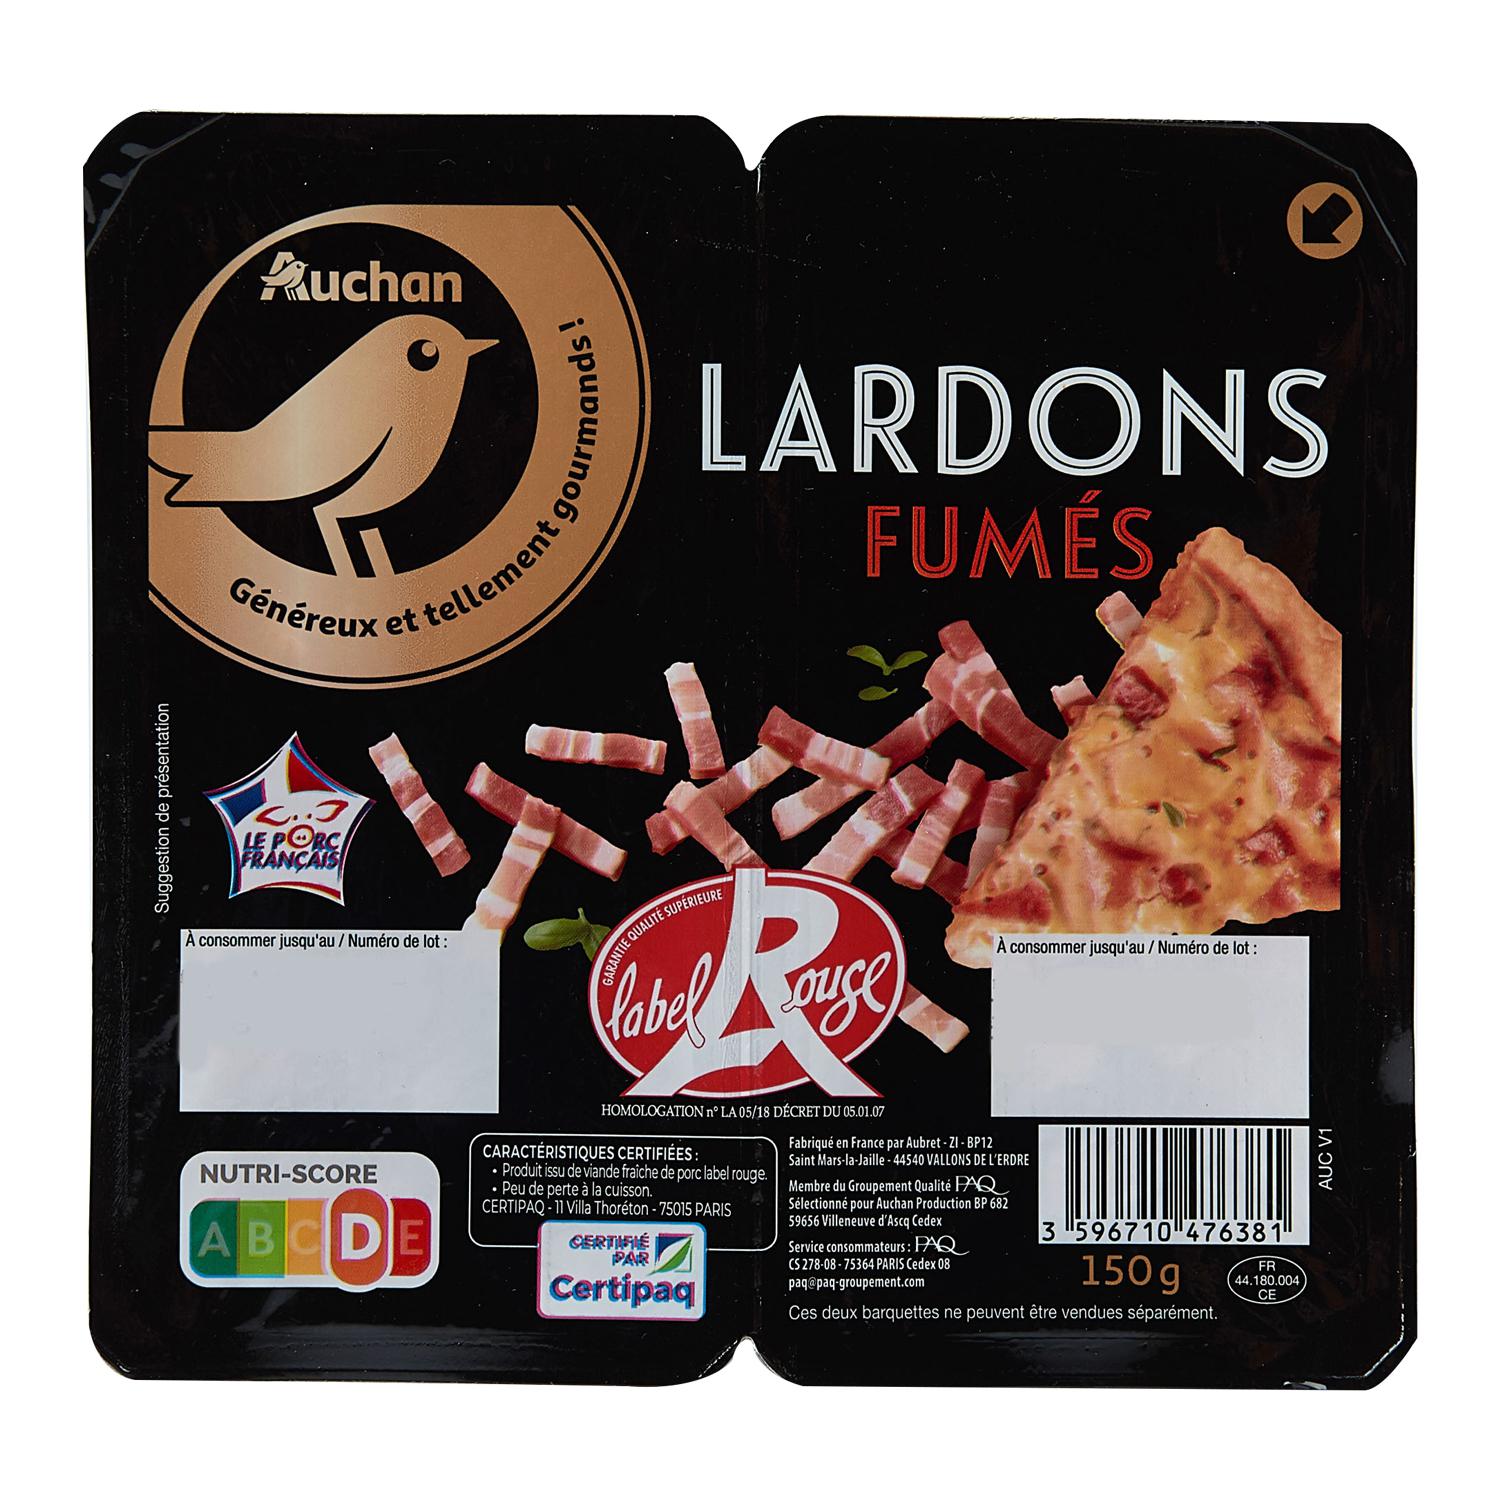 Auchan
Généreux et tellement gourmands !
LARDONS
FUMÉS
Suggestion de présentation
LE PORC
FRANÇAIS
À consommer jusqu'au / Numéro de lot :
À consommer jusqu'au / Numéro de lot :
GARANTIE QUALITÉ SUPÉRIEURE
label Rouge
HOMOLOGATION n° LA 05/18 DÉCRET DU 05.01.07
NUTRI-SCORE
A B C D E
CARACTÉRISTIQUES CERTIFIÉES :
• Produit issu de viande fraîche de porc label rouge.
• Peu de perte à la cuisson.
CERTIPAQ - 11 Villa Thoréton - 75015 PARIS
CERTIFIÉ
PAR
Certipaq
Fabriqué en France par Aubret - ZI - BP12
Saint Mars-la-Jaille - 44540 VALLONS DE L'ERDRE
Membre du Groupement Qualité PAQ
Sélectionné pour Auchan Production BP 682
59656 Villeneuve d'Ascq Cedex
Service consommateurs : PAQ
CS 278-08 - 75364 PARIS Cedex 08
paq@paq-groupement.com
Ces deux barquettes ne peuvent être vendues séparément.
3 596710 476381
150 g
FR
44.180.004
CE
AUC V1